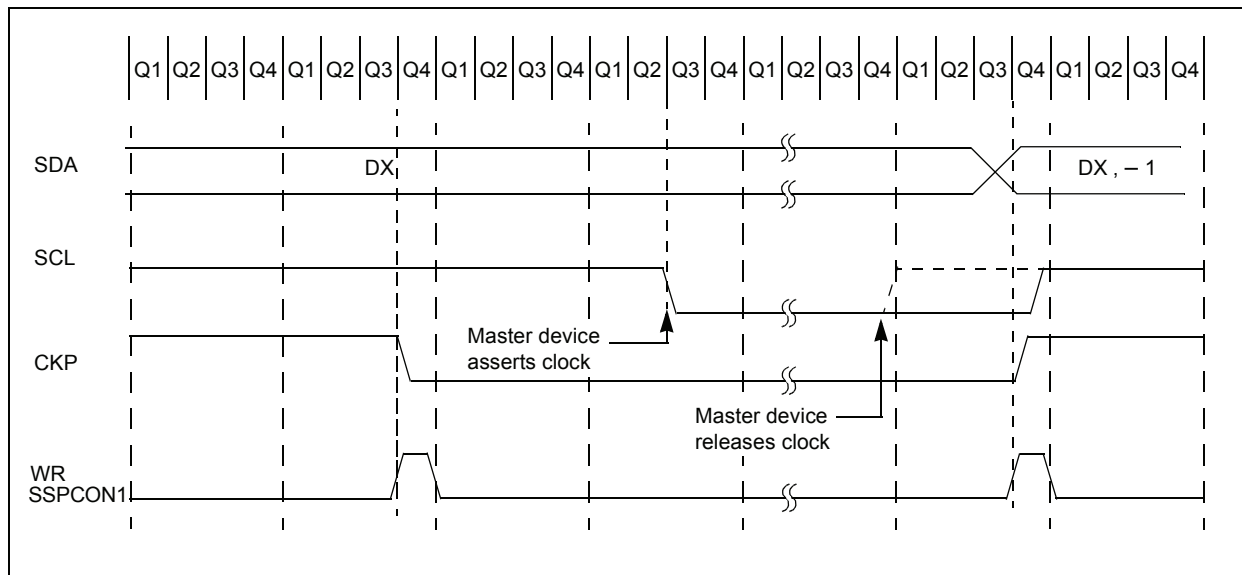 Q1 Q2 Q3 Q4 Q1 Q2 Q3 Q4 Q1 Q2 Q3 Q4 Q1 Q2 Q3 Q4 Q1 Q2 Q3 Q4 Q1 Q2 Q3 Q4 Q1 Q2 Q3 Q4
SDA
DX
DX , – 1
SCL
Master device
asserts clock
CKP
Master device
releases clock
WR
SSPCON1